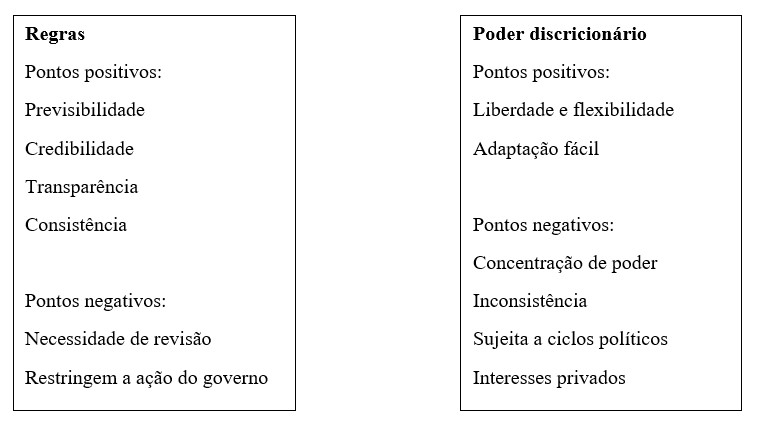 Regras
Pontos positivos:
Previsibilidade
Credibilidade
Transparência
Consistência
Pontos negativos:
Necessidade de revisão
Restringem a ação do governo
Poder discricionário
Pontos positivos:
Liberdade e flexibilidade
Adaptação fácil
Pontos negativos:
Concentração de poder
Inconsistência
Sujeita a ciclos políticos
Interesses privados